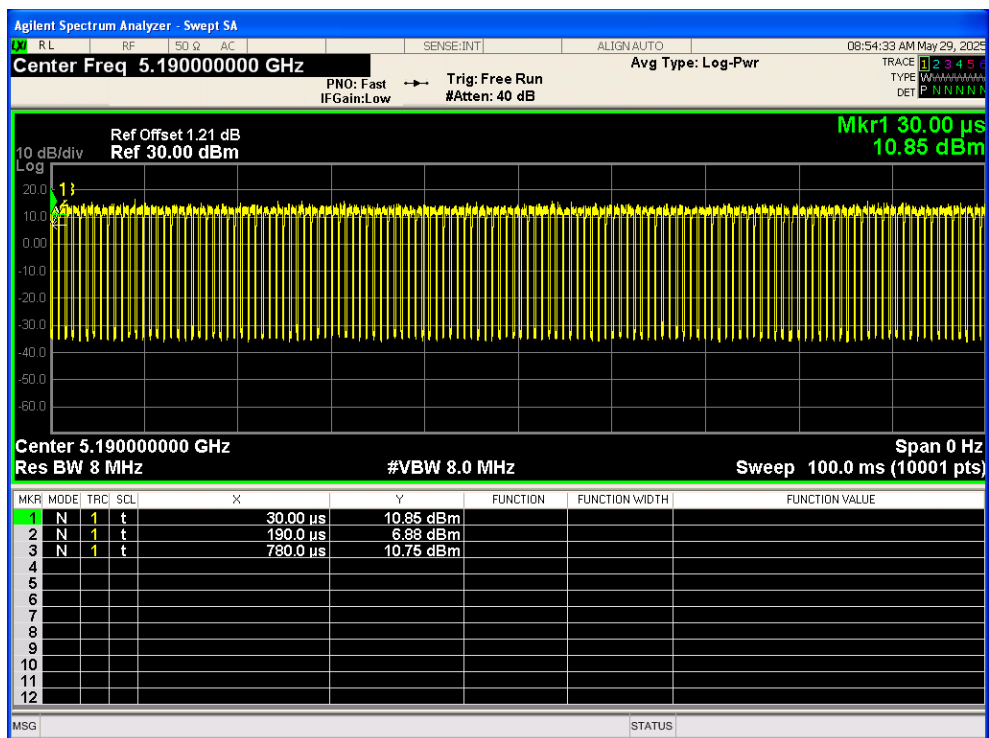 Agilent Spectrum Analyzer - Swept SA
LXI RL RF 50 Ω AC SENSE:INT ALIGN AUTO 08:54:33 AM May 29, 2025
Center Freq 5.190000000 GHz Avg Type: Log-Pwr TRACE 1 2 3 4 5 6
PNO: Fast Trig: Free Run TYPE
IFGain:Low #Atten: 40 dB DET P N N N N N
Mkr1 30.00 µs
10.85 dBm
Ref Offset 1.21 dB
10 dB/div Ref 30.00 dBm
Log
20.0
1
3
10.0
0.00
-10.0
-20.0
-30.0
-40.0
-50.0
-60.0
Center 5.190000000 GHz Span 0 Hz
Res BW 8 MHz #VBW 8.0 MHz Sweep 100.0 ms (10001 pts)
MKR MODE TRC SCL X Y FUNCTION FUNCTION WIDTH FUNCTION VALUE
1 N 1 t 30.00 µs 10.85 dBm
2 N 1 t 190.0 µs 6.88 dBm
3 N 1 t 780.0 µs 10.75 dBm
4
5
6
7
8
9
10
11
12
MSG STATUS